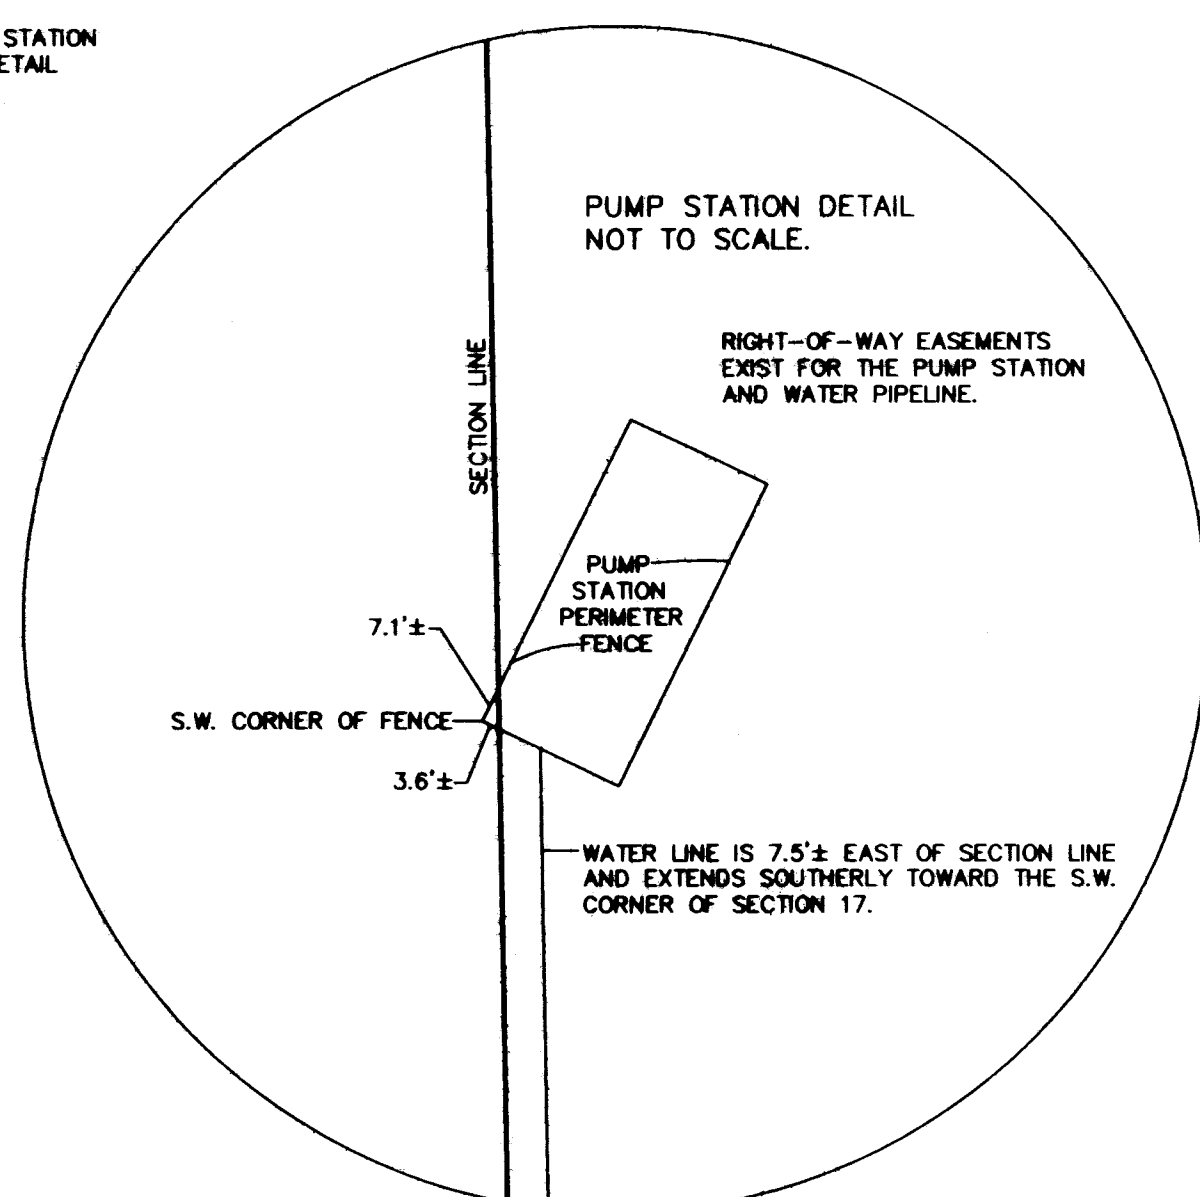 STATION
ETAIL
PUMP STATION DETAIL
NOT TO SCALE.
RIGHT-OF-WAY EASEMENTS
EXIST FOR THE PUMP STATION
AND WATER PIPELINE.
SECTION LINE
PUMP
STATION
PERIMETER
FENCE
7.1'±
S.W. CORNER OF FENCE
3.6'±
WATER LINE IS 7.5'± EAST OF SECTION LINE
AND EXTENDS SOUTHERLY TOWARD THE S.W.
CORNER OF SECTION 17.